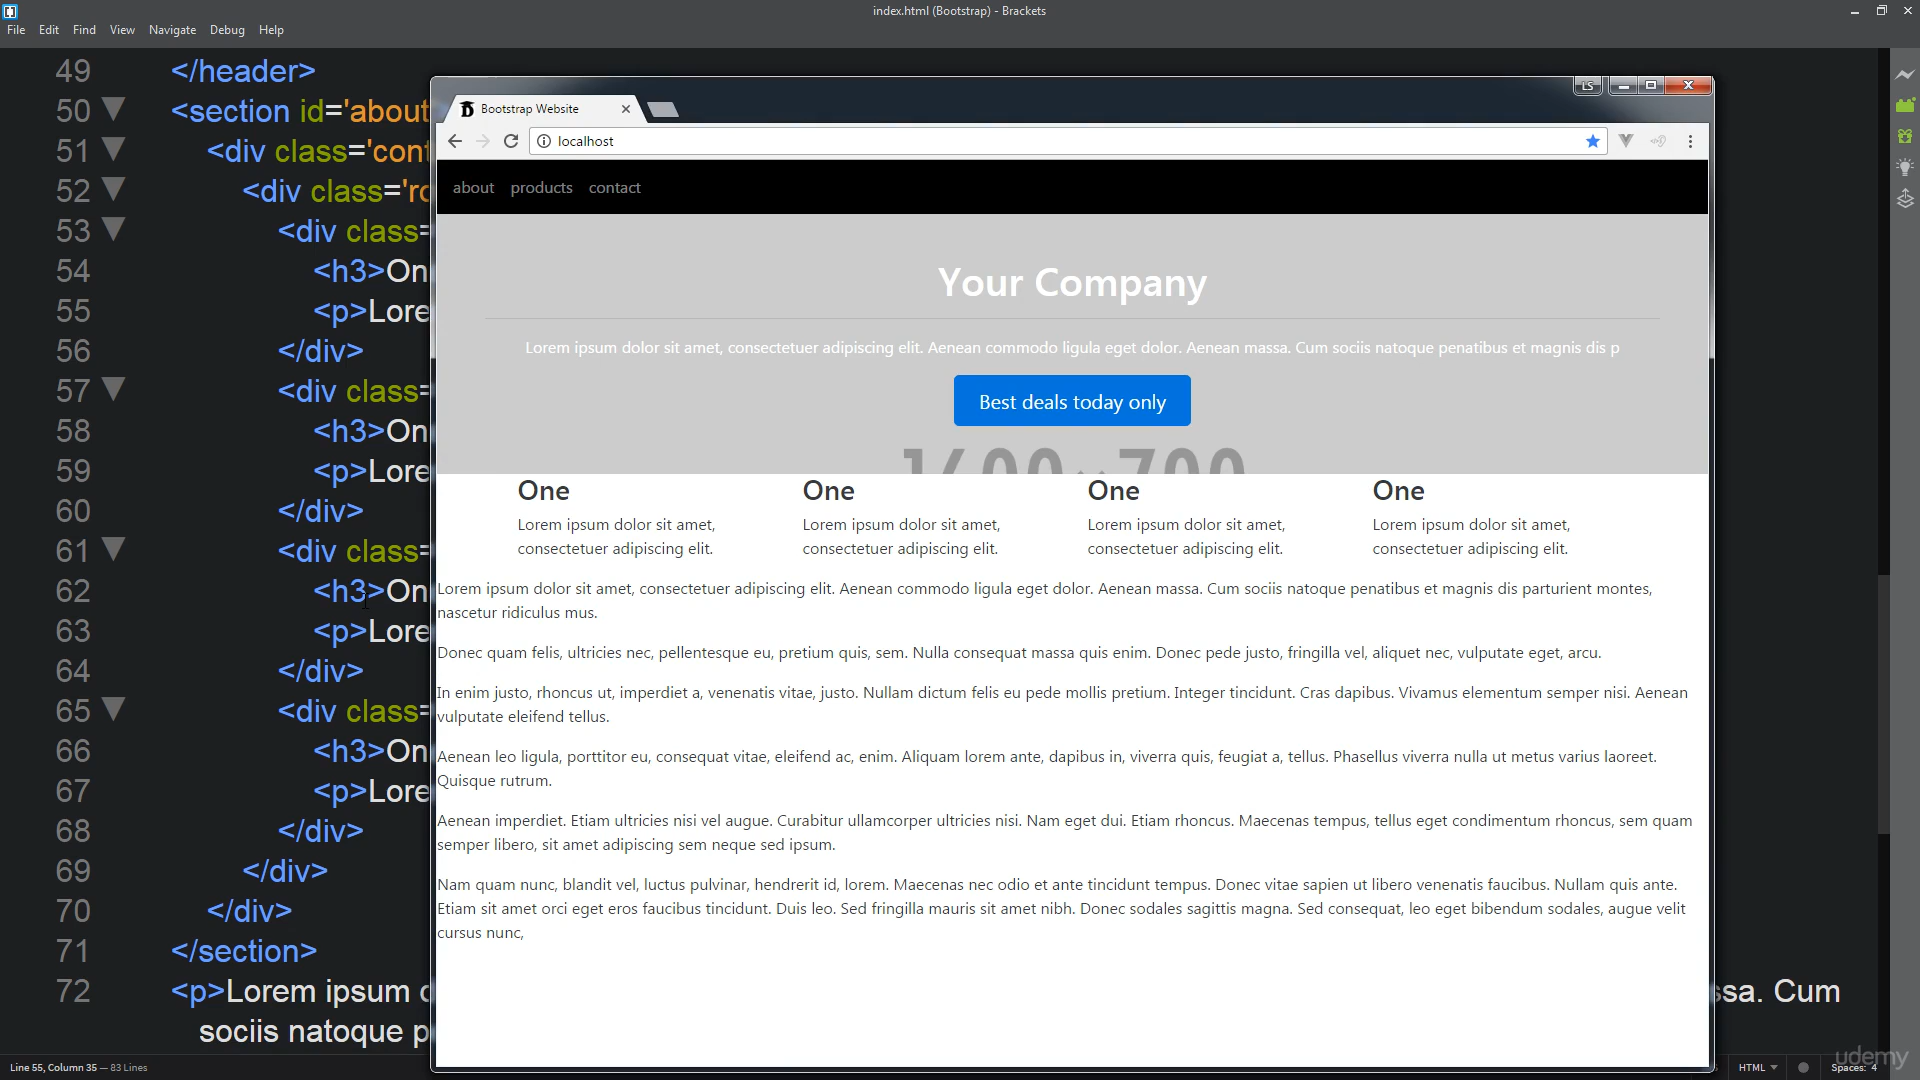 index.html (Bootstrap) - Brackets
File Edit Find View Navigate Debug Help
49 </header>
50 <section id='about
51 <div class='cont
52 <div class='ro
53 <div class=
54 <h3>On
55 <p>Lore
56 </div>
57 <div class=
58 <h3>On
59 <p>Lore
60 </div>
61 <div class=
62 <h3>On
63 <p>Lore
64 </div>
65 <div class=
66 <h3>On
67 <p>Lore
68 </div>
69 </div>
70 </div>
71 </section>
72 <p>Lorem ipsum
ssa. Cum
sociis natoque p
LS
Bootstrap Website
localhost
about products contact
Your Company
Lorem ipsum dolor sit amet, consectetuer adipiscing elit. Aenean commodo ligula eget dolor. Aenean massa. Cum sociis natoque penatibus et magnis dis p
Best deals today only
1600×700
One One One One
Lorem ipsum dolor sit amet, Lorem ipsum dolor sit amet, Lorem ipsum dolor sit amet, Lorem ipsum dolor sit amet,
consectetuer adipiscing elit. consectetuer adipiscing elit. consectetuer adipiscing elit. consectetuer adipiscing elit.
Lorem ipsum dolor sit amet, consectetuer adipiscing elit. Aenean commodo ligula eget dolor. Aenean massa. Cum sociis natoque penatibus et magnis dis parturient montes,
nascetur ridiculus mus.
Donec quam felis, ultricies nec, pellentesque eu, pretium quis, sem. Nulla consequat massa quis enim. Donec pede justo, fringilla vel, aliquet nec, vulputate eget, arcu.
In enim justo, rhoncus ut, imperdiet a, venenatis vitae, justo. Nullam dictum felis eu pede mollis pretium. Integer tincidunt. Cras dapibus. Vivamus elementum semper nisi. Aenean
vulputate eleifend tellus.
Aenean leo ligula, porttitor eu, consequat vitae, eleifend ac, enim. Aliquam lorem ante, dapibus in, viverra quis, feugiat a, tellus. Phasellus viverra nulla ut metus varius laoreet.
Quisque rutrum.
Aenean imperdiet. Etiam ultricies nisi vel augue. Curabitur ullamcorper ultricies nisi. Nam eget dui. Etiam rhoncus. Maecenas tempus, tellus eget condimentum rhoncus, sem quam
semper libero, sit amet adipiscing sem neque sed ipsum.
Nam quam nunc, blandit vel, luctus pulvinar, hendrerit id, lorem. Maecenas nec odio et ante tincidunt tempus. Donec vitae sapien ut libero venenatis faucibus. Nullam quis ante.
Etiam sit amet orci eget eros faucibus tincidunt. Duis leo. Sed fringilla mauris sit amet nibh. Donec sodales sagittis magna. Sed consequat, leo eget bibendum sodales, augue velit
cursus nunc,
Line 55, Column 35 — 83 Lines
HTML
Spaces: 4
udemy